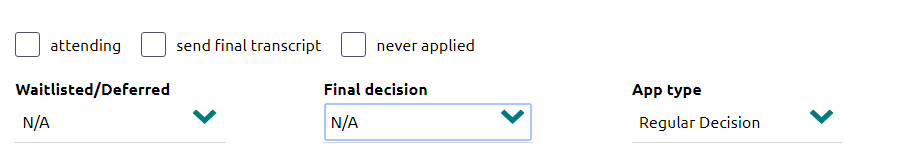 attending send final transcript never applied
Waitlisted/Deferred Final decision App type
N/A N/A Regular Decision